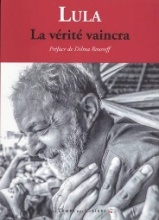 LULA
La vérité vaincra
Préface de Dilma Rousseff